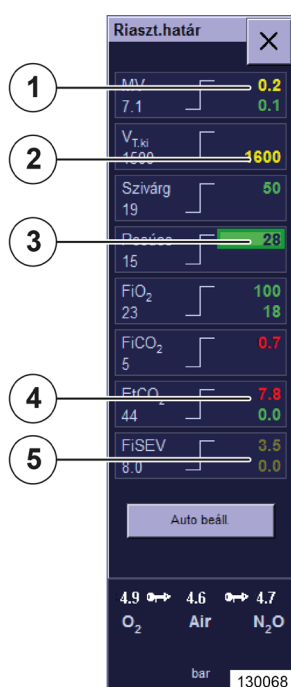 Riaszt.határ
1 MV 0.2
7.1 0.1
V T.ki
2 1500 1600
Szivárg 50
19
3 28
15
FiO2 100
23 18
FiCO2 0.7
5
4 EtCO2 7.8
44 0.0
FiSEV 3.5
5 8.0 0.0
Auto beáll.
4.9 4.6 4.7
O2 Air N2O
bar
130068